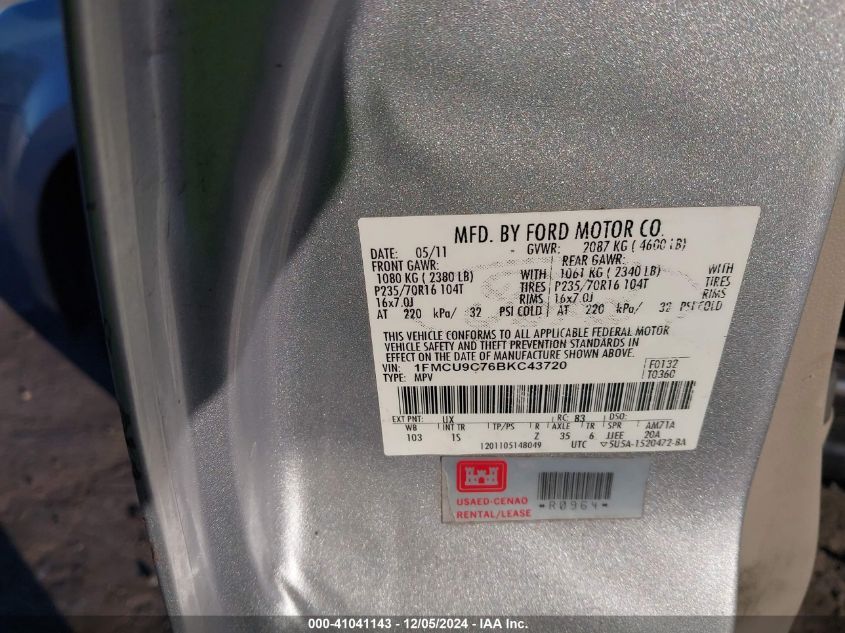 MFD. BY FORD MOTOR CO.
DATE: 05/11 - GVWR: 2087 KG ( 4600 LB)
FRONT GAWR: REAR GAWR:
1080 KG ( 2380 LB) WITH 1061 KG ( 2340 LB) WITH
P235/70R16 104T TIRES P235/70R16 104T TIRES
16x7.0J RIMS 16x7.0J RIMS
AT 220 kPa/ 32 PSI COLD AT 220 kPa/ 32 PSI COLD
THIS VEHICLE CONFORMS TO ALL APPLICABLE FEDERAL MOTOR
VEHICLE SAFETY AND THEFT PREVENTION STANDARDS IN
EFFECT ON THE DATE OF MANUFACTURE SHOWN ABOVE.
VIN: 1FMCU9C76BKC43720 F0132
TYPE: MPV T0360
EXT PNT: UX RC: 83 DSO:
WB INT TR TP/PS R AXLE TR SPR AM71A
103 1S Z 35 6 JJEE 20A
1201105148049 UTC ▽5U5A-1520472-BA
USAED-CENAO
RENTAL/LEASE
*R0964*
000-41041143 - 12/05/2024 - IAA Inc.